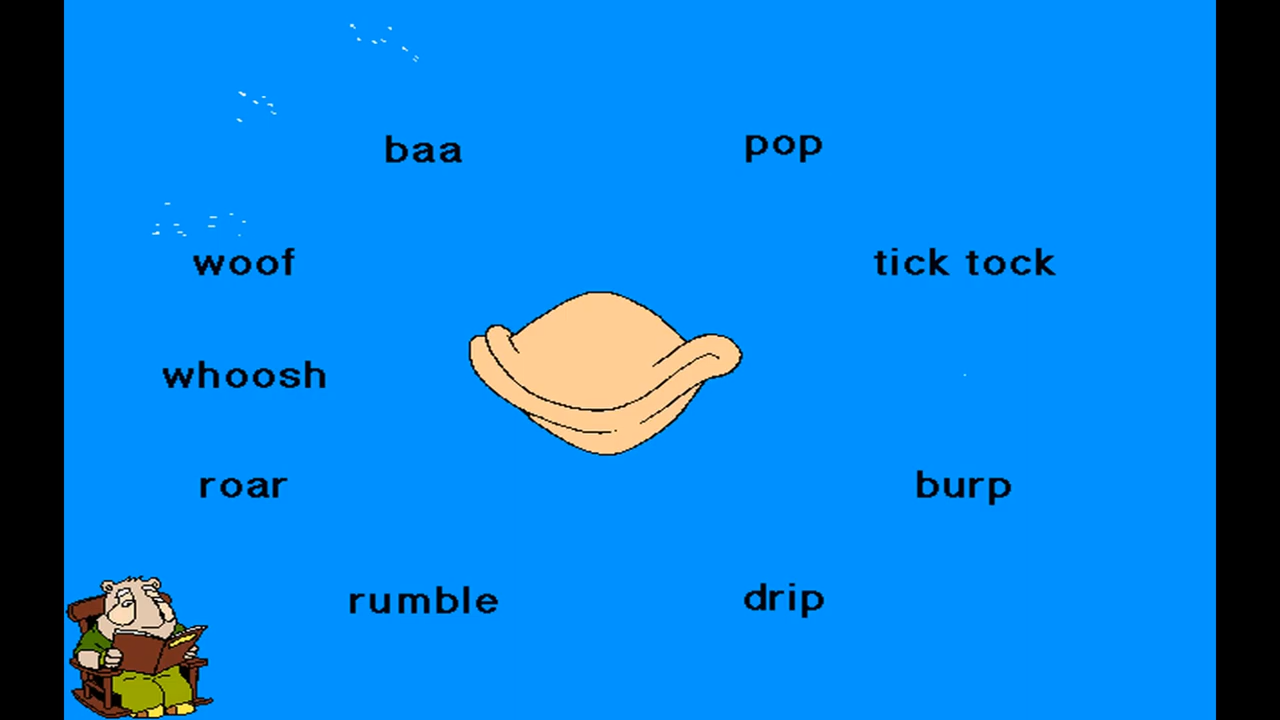 baa
pop
woof
tick tock
whoosh
roar
burp
rumble
drip